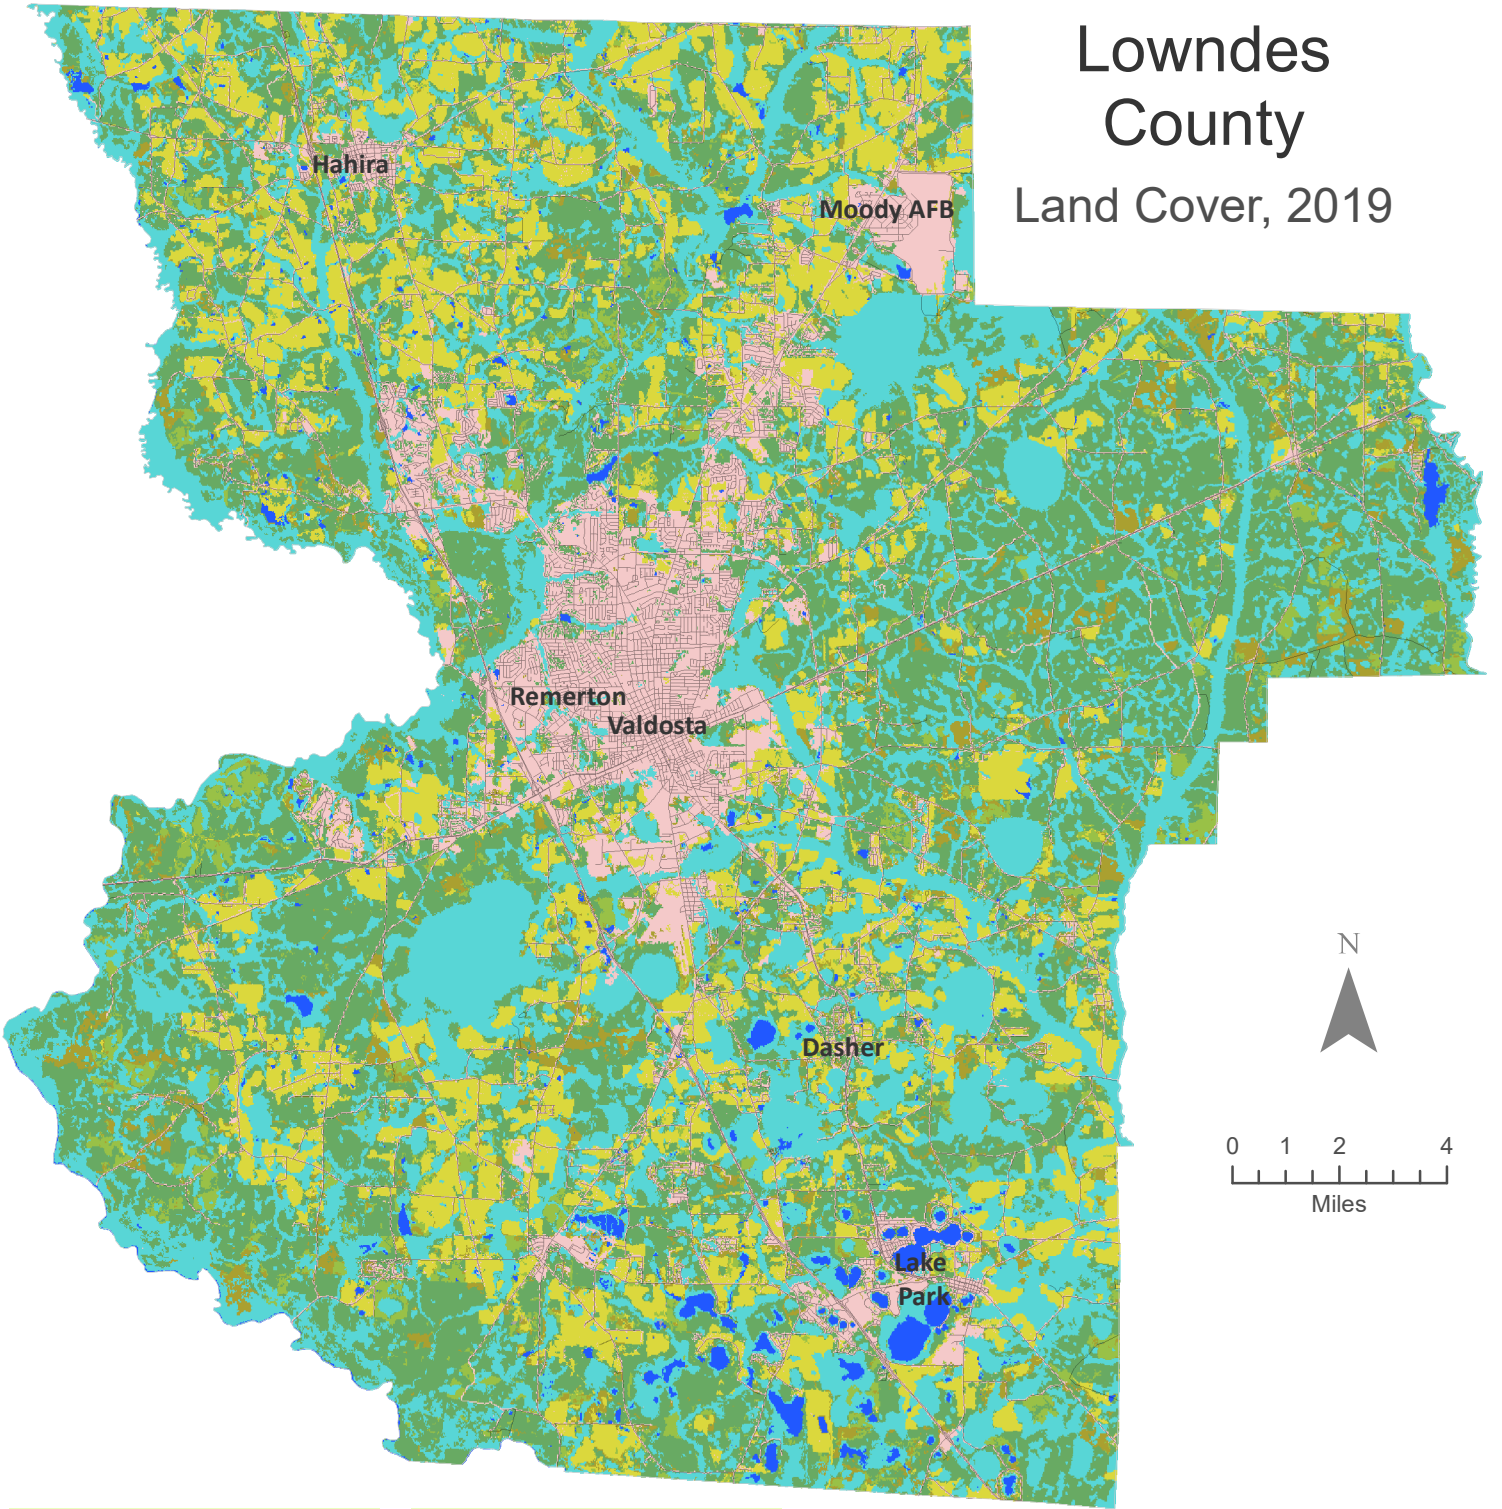 Lowndes
County
Land Cover, 2019
Hahira
Moody AFB
Remerton
Valdosta
N
Dasher
0 1 2 4
Miles
Lake
Park